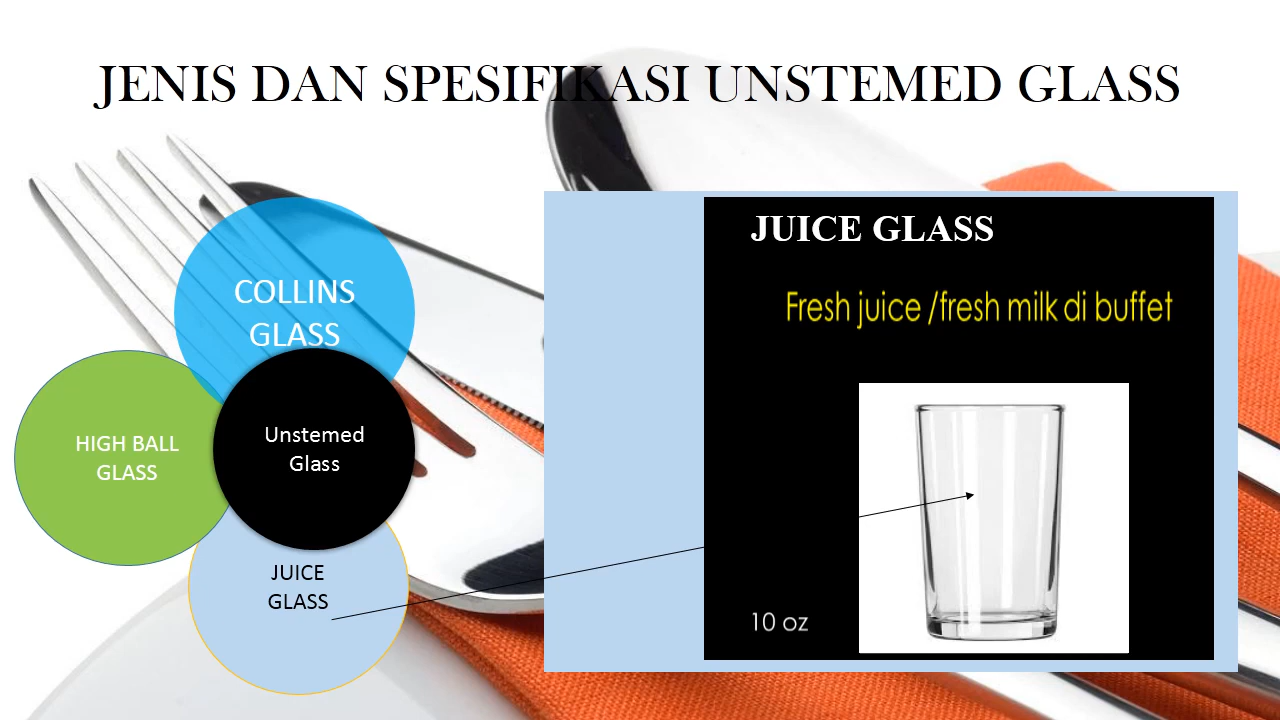 JENIS DAN SPESIFIKASI UNSTEMED GLASS
COLLINS
GLASS
HIGH BALL
GLASS
Unstemed
Glass
JUICE
GLASS
JUICE GLASS
Fresh juice /fresh milk di buffet
10 oz